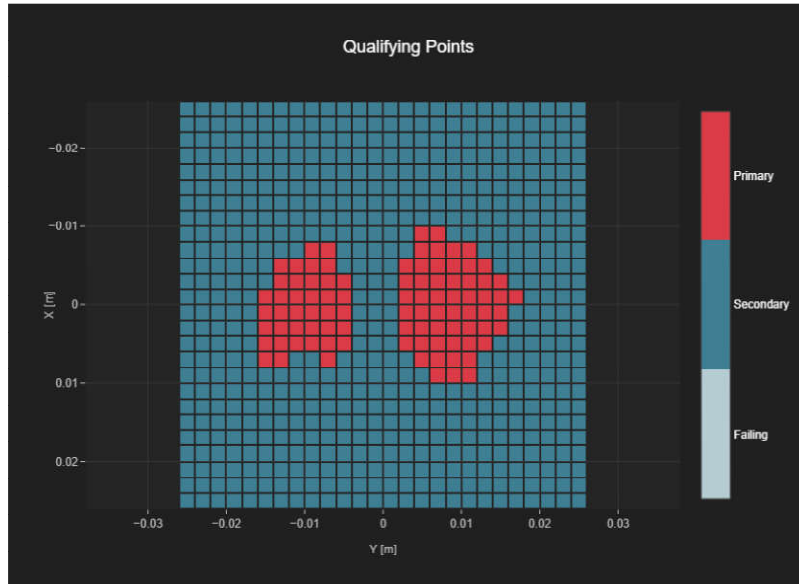 Qualifying Points
−0.02
−0.01
0
0.01
0.02
X [m]
−0.03
−0.02
−0.01
0
0.01
0.02
0.03
Y [m]
Primary
Secondary
Failing